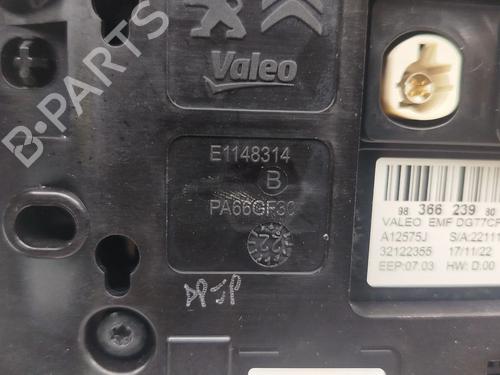 Valeo
E1148314
B
PA66GF30
22
98 366 239 80
VALEO EMF DG77CP
A12575J S/A:22111
32122355 17/11/22
EEP:07.03 HW: D.00
B-PARTS